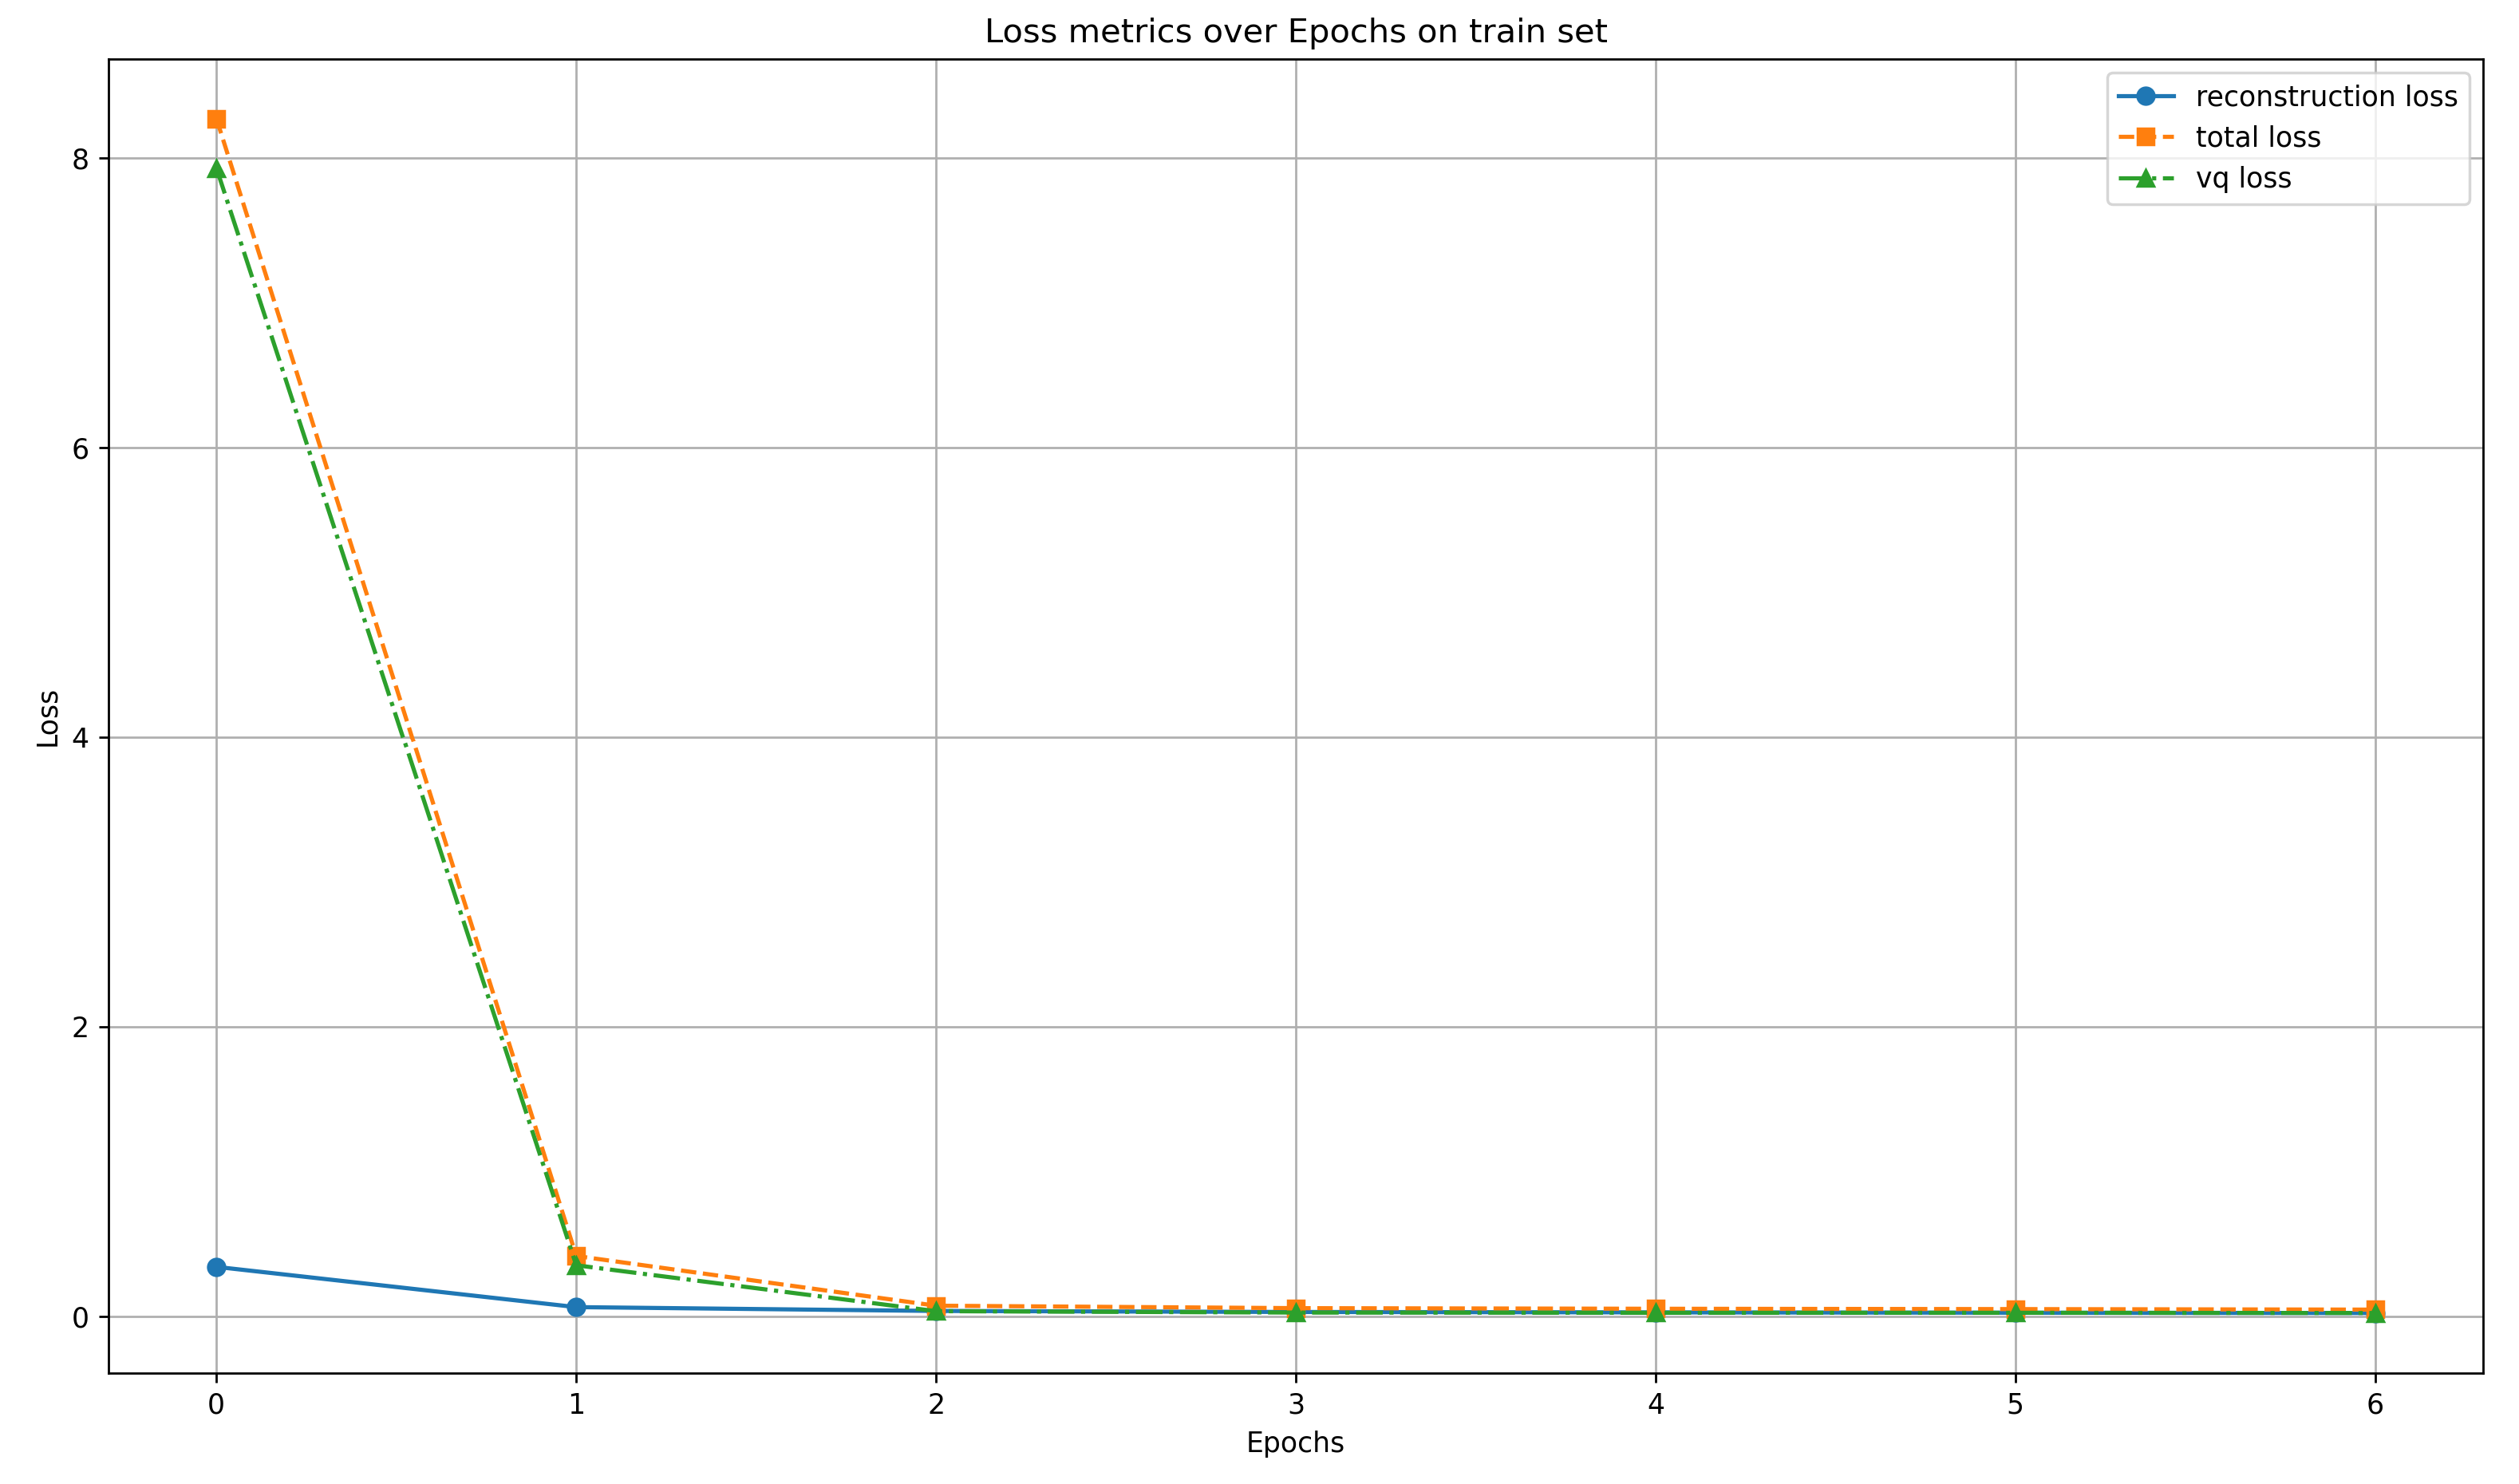 Loss metrics over Epochs on train set
reconstruction loss
total loss
vq loss
Loss
8
6
4
2
0
0 1 2 3 4 5 6
Epochs